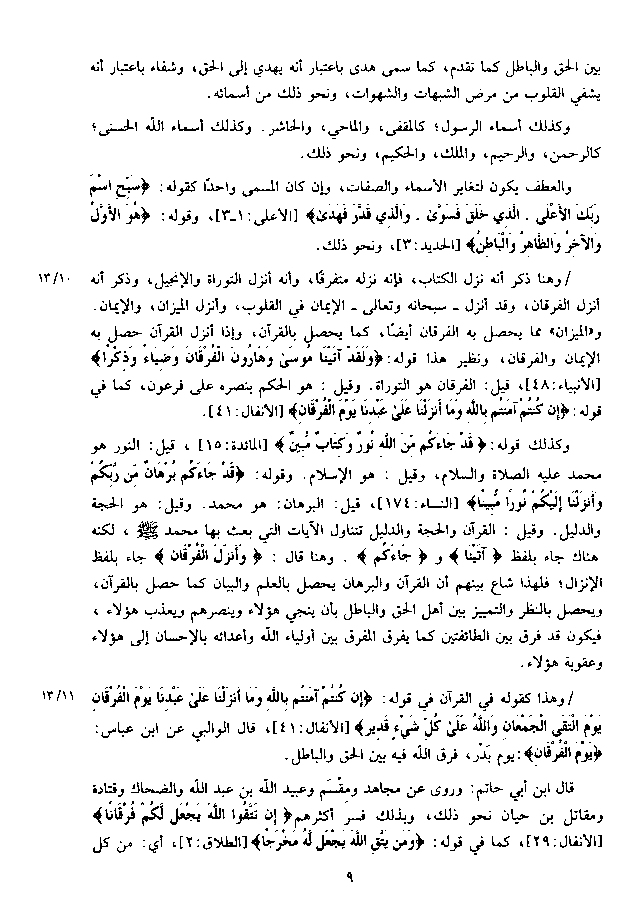 بين الحق والباطل كما تقدم، كما سمى هدى باعتبار أنه يهدي إلى الحق، وشفاء باعتبار أنه
يشفي القلوب من مرض الشبهات والشهوات، ونحو ذلك من أسمائه.
وكذلك أسماء الرسول؛ كالمقفى، والماحي، والحاشر. وكذلك أسماء الله الحسنى؛
كالرحمن، والرحيم، والملك، والحكيم، ونحو ذلك.
والعطف يكون لتغاير الأسماء والصفات، وإن كان المسمى واحدًا كقوله: ﴿سَبِّحِ اسْمَ
رَبِّكَ الأَعْلَى . الَّذِي خَلَقَ فَسَوَّىٰ . وَالَّذِي قَدَّرَ فَهَدَىٰ﴾ [الأعلى:١-٣]، وقوله: ﴿هُوَ الأَوَّلُ
وَالآخِرُ وَالظَّاهِرُ وَالْبَاطِنُ﴾ [الحديد:٣]، ونحو ذلك.
١٣/١٠ / وهنا ذكر أنه نزل الكتاب، فإنه نزله متفرقًا، وأنه أنزل التوراة والإنجيل، وذكر أنه
أنزل الفرقان، وقد أنزل ـ سبحانه وتعالى ـ الإيمان في القلوب، وأنزل الميزان، والإيمان.
و«الميزان» مما يحصل به الفرقان أيضًا، كما يحصل بالقرآن، وإذا أنزل القرآن حصل به
الإيمان والفرقان، ونظير هذا قوله: ﴿وَلَقَدْ آتَيْنَا مُوسَىٰ وَهَارُونَ الْفُرْقَانَ وَضِيَاءً وَذِكْرًا﴾
[الأنبياء:٤٨]، قيل: الفرقان هو التوراة. وقيل : هو الحكم بنصره على فرعون، كما في
قوله: ﴿إِن كُنتُمْ آمَنتُم بِاللَّهِ وَمَا أَنزَلْنَا عَلَىٰ عَبْدِنَا يَوْمَ الْفُرْقَانِ﴾ [الأنفال:٤١].
وكذلك قوله: ﴿ قَدْ جَاءَكُم مِّنَ اللَّهِ نُورٌ وَكِتَابٌ مُّبِينٌ ﴾ [المائدة:١٥] ، قيل: النور هو
محمد عليه الصلاة والسلام، وقيل : هو الإسلام. وقوله: ﴿قَدْ جَاءَكُم بُرْهَانٌ مِّن رَّبِّكُمْ
وَأَنزَلْنَا إِلَيْكُمْ نُورًا مُّبِينًا﴾ [النساء:١٧٤]، قيل: البرهان: هو محمد. وقيل: هو الحجة
والدليل. وقيل : القرآن والحجة والدليل تتناول الآيات التي بعث بها محمد ﷺ ، لكنه
هناك جاء بلفظ ﴿ آتَيْنَا ﴾ و ﴿ جَاءَكُم ﴾ . وهنا قال : ﴿ وَأَنزَلَ الْفُرْقَانَ ﴾ جاء بلفظ
الإنزال؛ فلهذا شاع بينهم أن القرآن والبرهان يحصل بالعلم والبيان كما حصل بالقرآن،
ويحصل بالنظر والتمييز بين أهل الحق والباطل بأن ينجي هؤلاء وينصرهم ويعذب هؤلاء ،
فيكون قد فرق بين الطائفتين كما يفرق المفرق بين أولياء الله وأعدائه بالإحسان إلى هؤلاء
وعقوبة هؤلاء.
١٣/١١ / وهذا كقوله في القرآن في قوله: ﴿إِن كُنتُمْ آمَنتُم بِاللَّهِ وَمَا أَنزَلْنَا عَلَىٰ عَبْدِنَا يَوْمَ الْفُرْقَانِ
يَوْمَ الْتَقَى الْجَمْعَانِ وَاللَّهُ عَلَىٰ كُلِّ شَيْءٍ قَدِيرٌ﴾ [الأنفال:٤١]، قال الوالبي عن ابن عباس:
﴿يَوْمَ الْفُرْقَانِ﴾: يوم بَدْر، فرق الله فيه بين الحق والباطل.
قال ابن أبي حاتم: وروى عن مجاهد ومِقْسَم وعبيد الله بن عبد الله والضحاك وقتادة
ومقاتل بن حيان نحو ذلك، وبذلك فسرَّ أكثرهم﴿ إِن تَتَّقُوا اللَّهَ يَجْعَل لَّكُمْ فُرْقَانًا﴾
[الأنفال:٢٩]، كما في قوله: ﴿وَمَن يَتَّقِ اللَّهَ يَجْعَل لَّهُ مَخْرَجًا﴾ [الطلاق:٢]، أي: من كل
٩